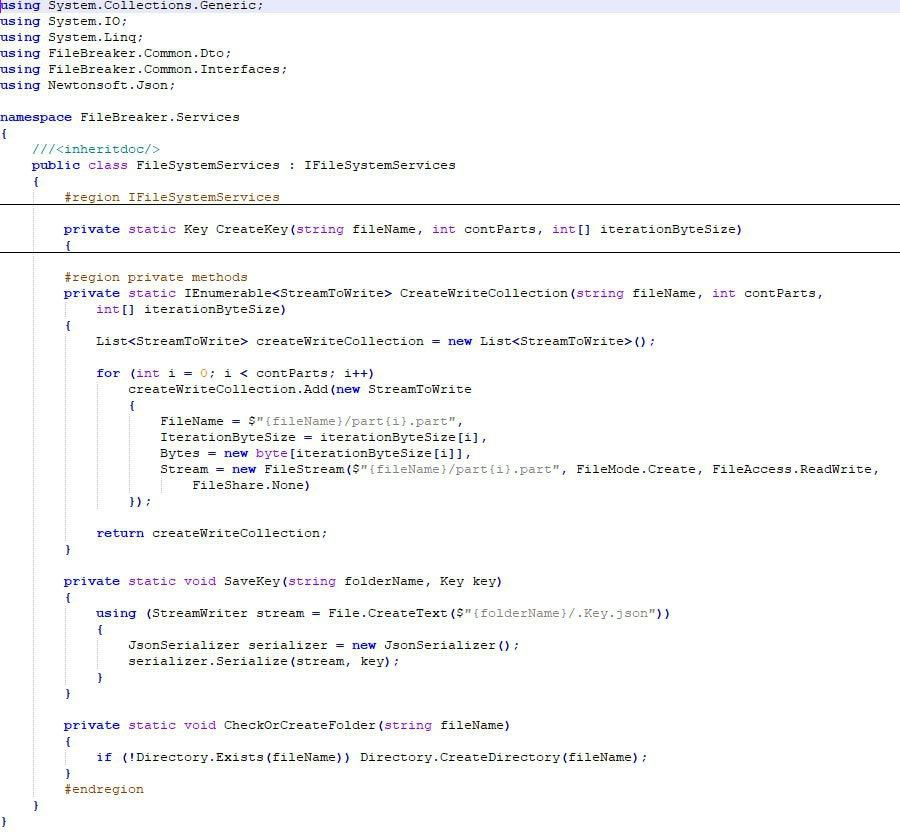 using System.Collections.Generic;
using System.IO;
using System.Linq;
using FileBreaker.Common.Dto;
using FileBreaker.Common.Interfaces;
using Newtonsoft.Json;

namespace FileBreaker.Services
{
    ///<inheritdoc/>
    public class FileSystemServices : IFileSystemServices
    {
        #region IFileSystemServices

        private static Key CreateKey(string fileName, int contParts, int[] iterationByteSize)
        {

        #region private methods
        private static IEnumerable<StreamToWrite> CreateWriteCollection(string fileName, int contParts,
            int[] iterationByteSize)
        {
            List<StreamToWrite> createWriteCollection = new List<StreamToWrite>();

            for (int i = 0; i < contParts; i++)
                createWriteCollection.Add(new StreamToWrite
                {
                    FileName = $"{fileName}/part{i}.part",
                    IterationByteSize = iterationByteSize[i],
                    Bytes = new byte[iterationByteSize[i]],
                    Stream = new FileStream($"{fileName}/part{i}.part", FileMode.Create, FileAccess.ReadWrite,
                        FileShare.None)
                });

            return createWriteCollection;
        }

        private static void SaveKey(string folderName, Key key)
        {
            using (StreamWriter stream = File.CreateText($"{folderName}/.Key.json"))
            {
                JsonSerializer serializer = new JsonSerializer();
                serializer.Serialize(stream, key);
            }
        }

        private static void CheckOrCreateFolder(string fileName)
        {
            if (!Directory.Exists(fileName)) Directory.CreateDirectory(fileName);
        }
        #endregion
    }
}